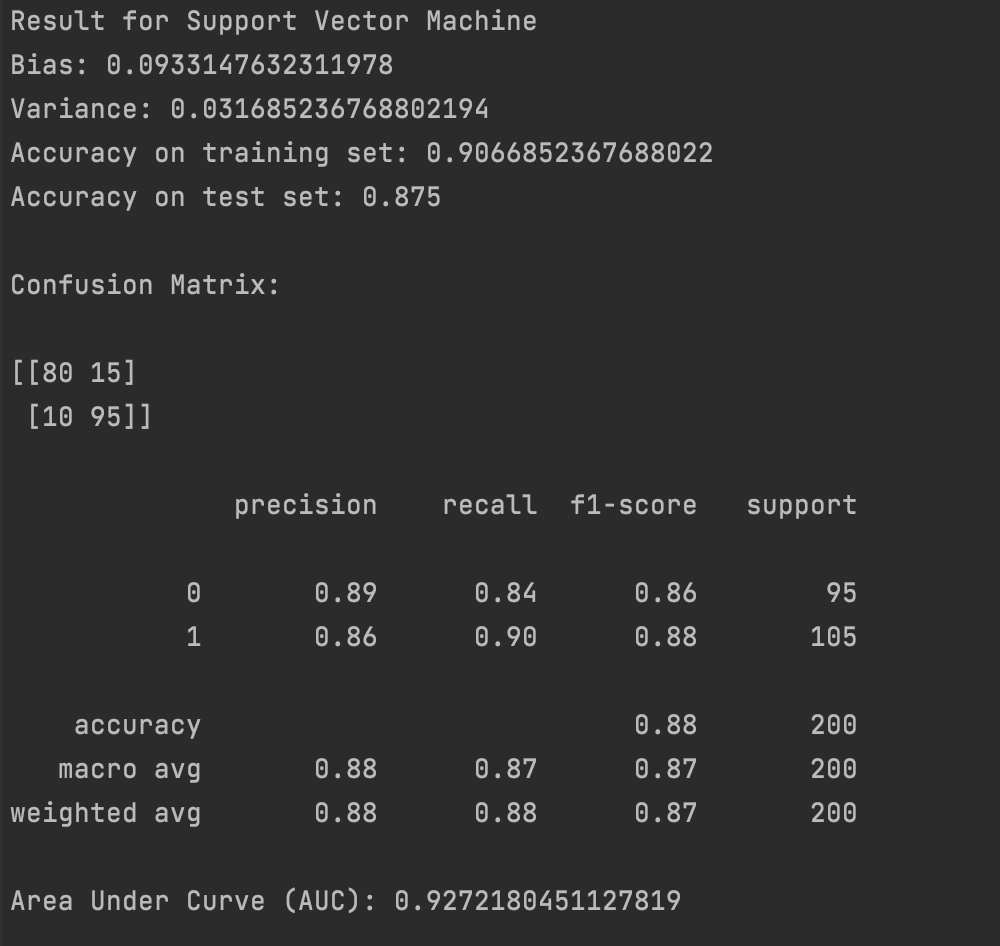 Result for Support Vector Machine
Bias: 0.0933147632311978
Variance: 0.031685236768802194
Accuracy on training set: 0.9066852367688022
Accuracy on test set: 0.875
Confusion Matrix:
[[80 15]
 [10 95]]
precision recall f1-score support
0 0.89 0.84 0.86 95
1 0.86 0.90 0.88 105
accuracy 0.88 200
macro avg 0.88 0.87 0.87 200
weighted avg 0.88 0.88 0.87 200
Area Under Curve (AUC): 0.9272180451127819